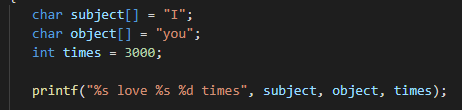 char subject[] = "I";
char object[] = "you";
int times = 3000;
printf("%s love %s %d times", subject, object, times);